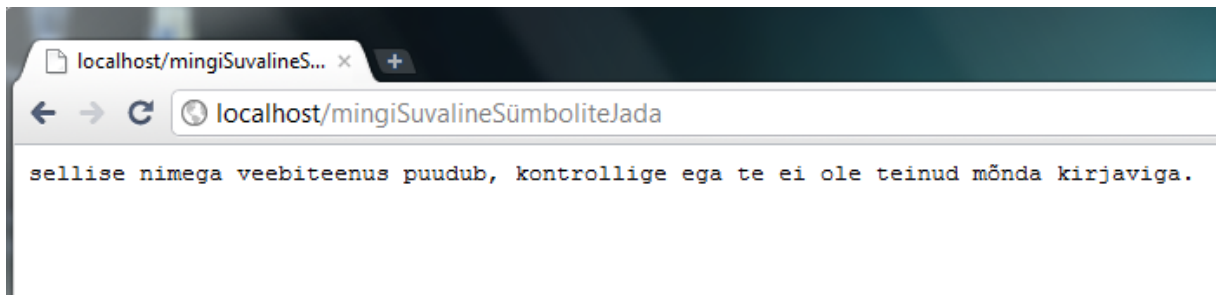 localhost/mingiSuvalineS...
localhost/mingiSuvalineSümboliteJada
sellise nimega veebiteenus puudub, kontrollige ega te ei ole teinud mõnda kirjaviga.